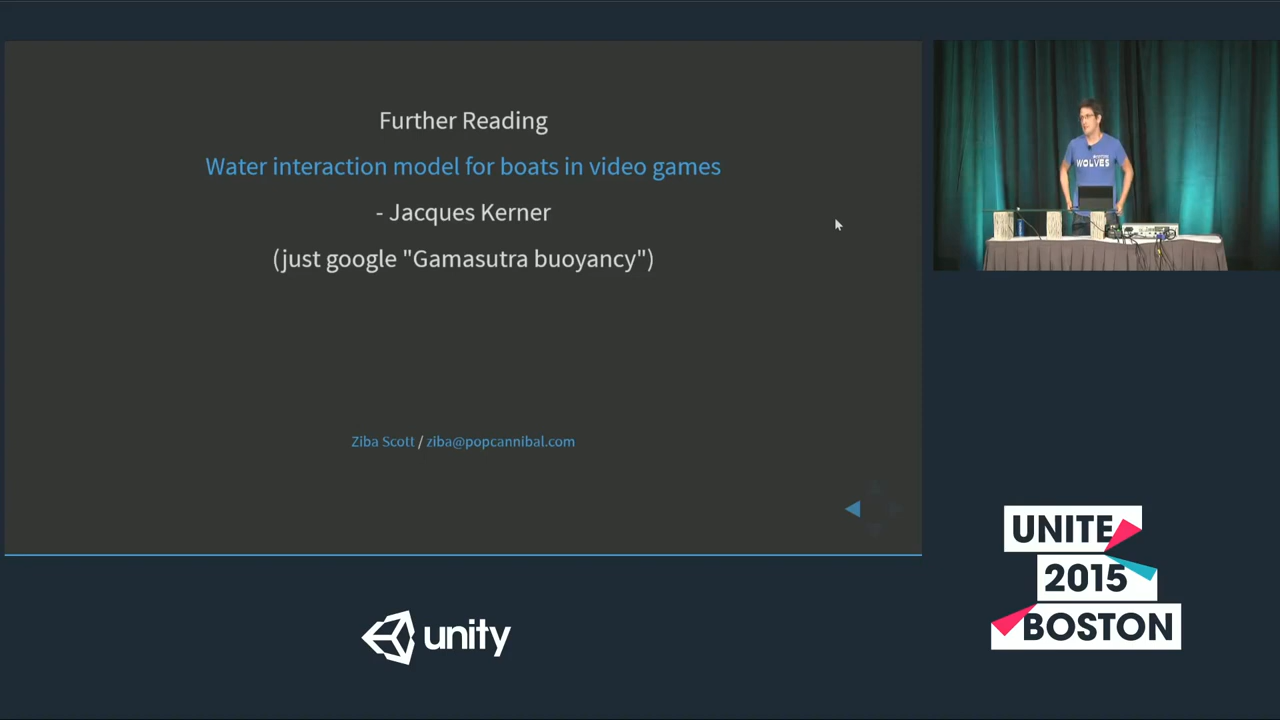 Further Reading
Water interaction model for boats in video games
- Jacques Kerner
(just google "Gamasutra buoyancy")
Ziba Scott / ziba@popcannibal.com
WOLVES
UNITE
2015
BOSTON
unity